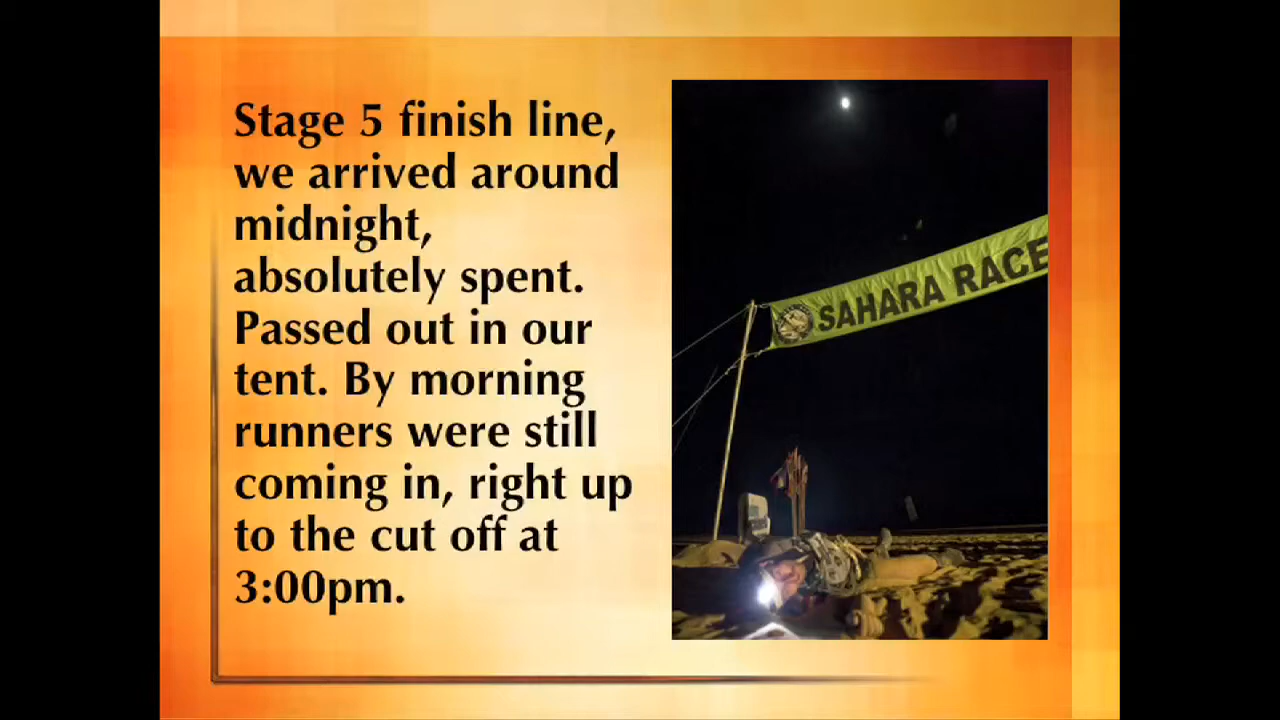 Stage 5 finish line,
we arrived around
midnight,
absolutely spent.
Passed out in our
tent. By morning
runners were still
coming in, right up
to the cut off at
3:00pm.
SAHARA RACE